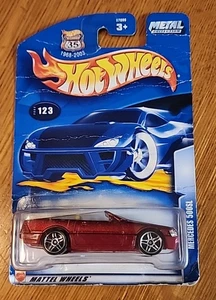 35
1968-2003
3+
METAL
COLLECTION
HOT WHEELS
123
MERCEDES 500SL
MATTEL WHEELS